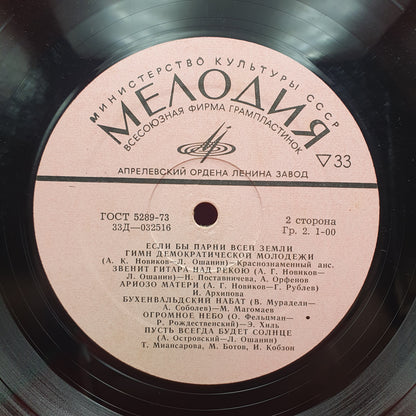 МИНИСТЕРСТВО КУЛЬТУРЫ СССР
МЕЛОДИЯ
ВСЕСОЮЗНАЯ ФИРМА ГРАМПЛАСТИНОК
▽33
АПРЕЛЕВСКИЙ ОРДЕНА ЛЕНИНА ЗАВОД
ГОСТ 5289-73
33Д—032516
2 сторона
Гр. 2. 1-00
ЕСЛИ БЫ ПАРНИ ВСЕЙ ЗЕМЛИ
ГИМН ДЕМОКРАТИЧЕСКОЙ МОЛОДЕЖИ
(А. К. Новиков—Л. Ошанин)—Краснознаменный анс.
ЗВЕНИТ ГИТАРА НАД РЕКОЮ (А. Г. Новиков—
Л. Ошанин)—Н. Поставничева, А. Орфенов
АРИОЗО МАТЕРИ (А. Г. Новиков—Г. Рублев)
И. Архипова
БУХЕНВАЛЬДСКИЙ НАБАТ (В. Мурадели—
А. Соболев)—М. Магомаев
ОГРОМНОЕ НЕБО (О. Фельцман—
Р. Рождественский)—Э. Хиль
ПУСТЬ ВСЕГДА БУДЕТ СОЛНЦЕ
(А. Островский—Л. Ошанин)
Т. Миансарова, М. Ботов, И. Кобзон